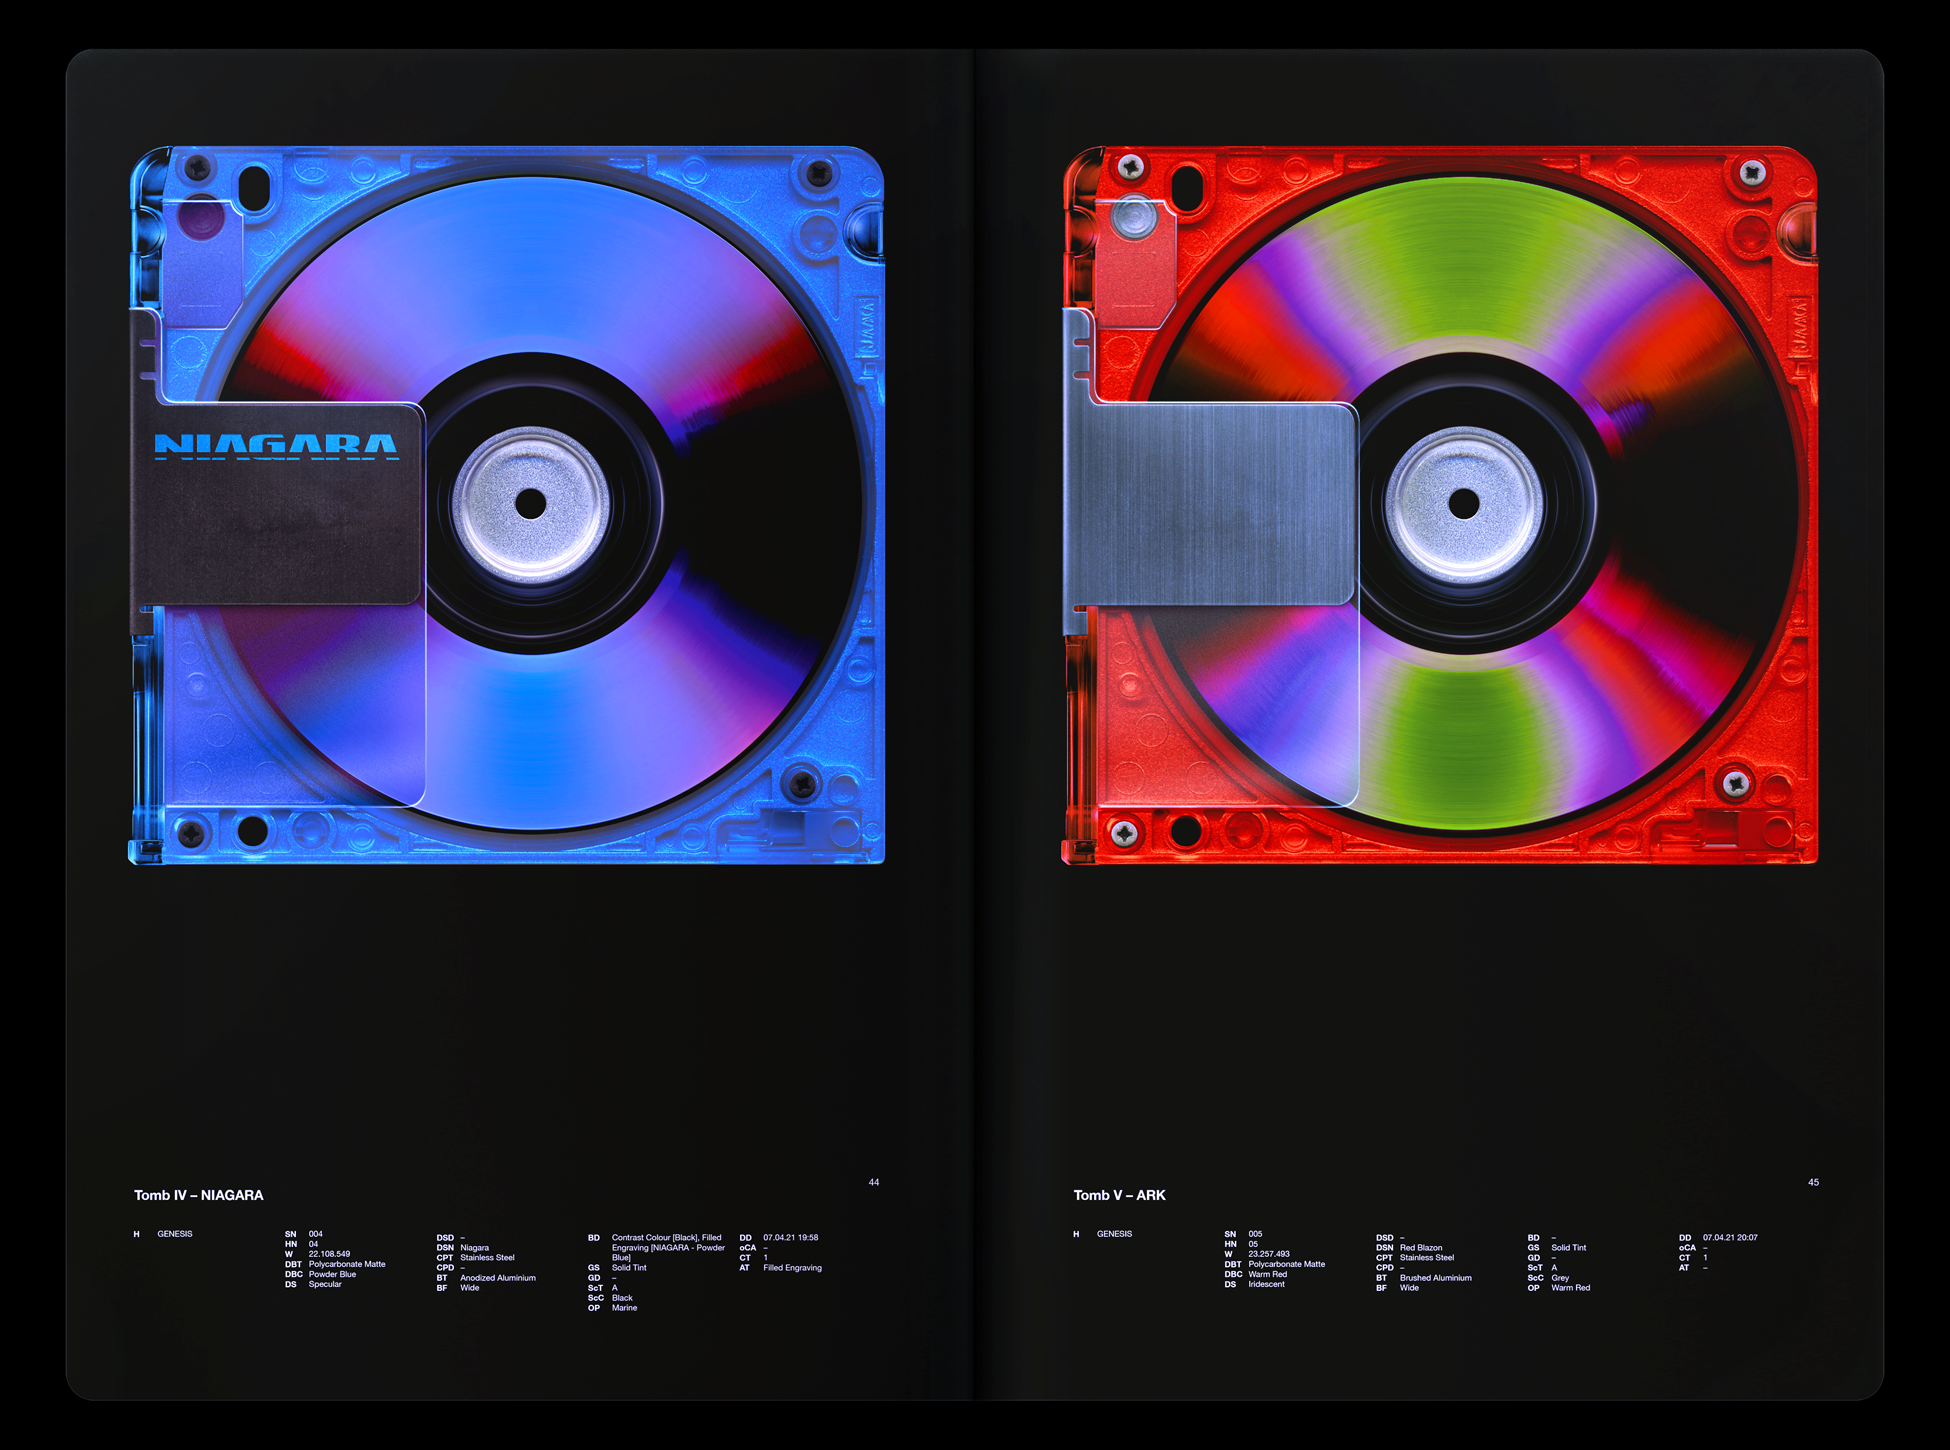 NIAGARA
44
Tomb IV – NIAGARA
H GENESIS
SN 004
HN 04
W 22.108.549
DBT Polycarbonate Matte
DBC Powder Blue
DS Specular
DSD –
DSN Niagara
CPT Stainless Steel
CPD –
BT Anodized Aluminium
BF Wide
BD Contrast Colour [Black], Filled
Engraving [NIAGARA - Powder
Blue]
GS Solid Tint
GD –
ScT A
ScC Black
OP Marine
DD 07.04.21 19:58
oCA –
CT 1
AT Filled Engraving
45
Tomb V – ARK
H GENESIS
SN 005
HN 05
W 23.257.493
DBT Polycarbonate Matte
DBC Warm Red
DS Iridescent
DSD –
DSN Red Blazon
CPT Stainless Steel
CPD –
BT Brushed Aluminium
BF Wide
BD –
GS Solid Tint
GD –
ScT A
ScC Grey
OP Warm Red
DD 07.04.21 20:07
oCA –
CT 1
AT –